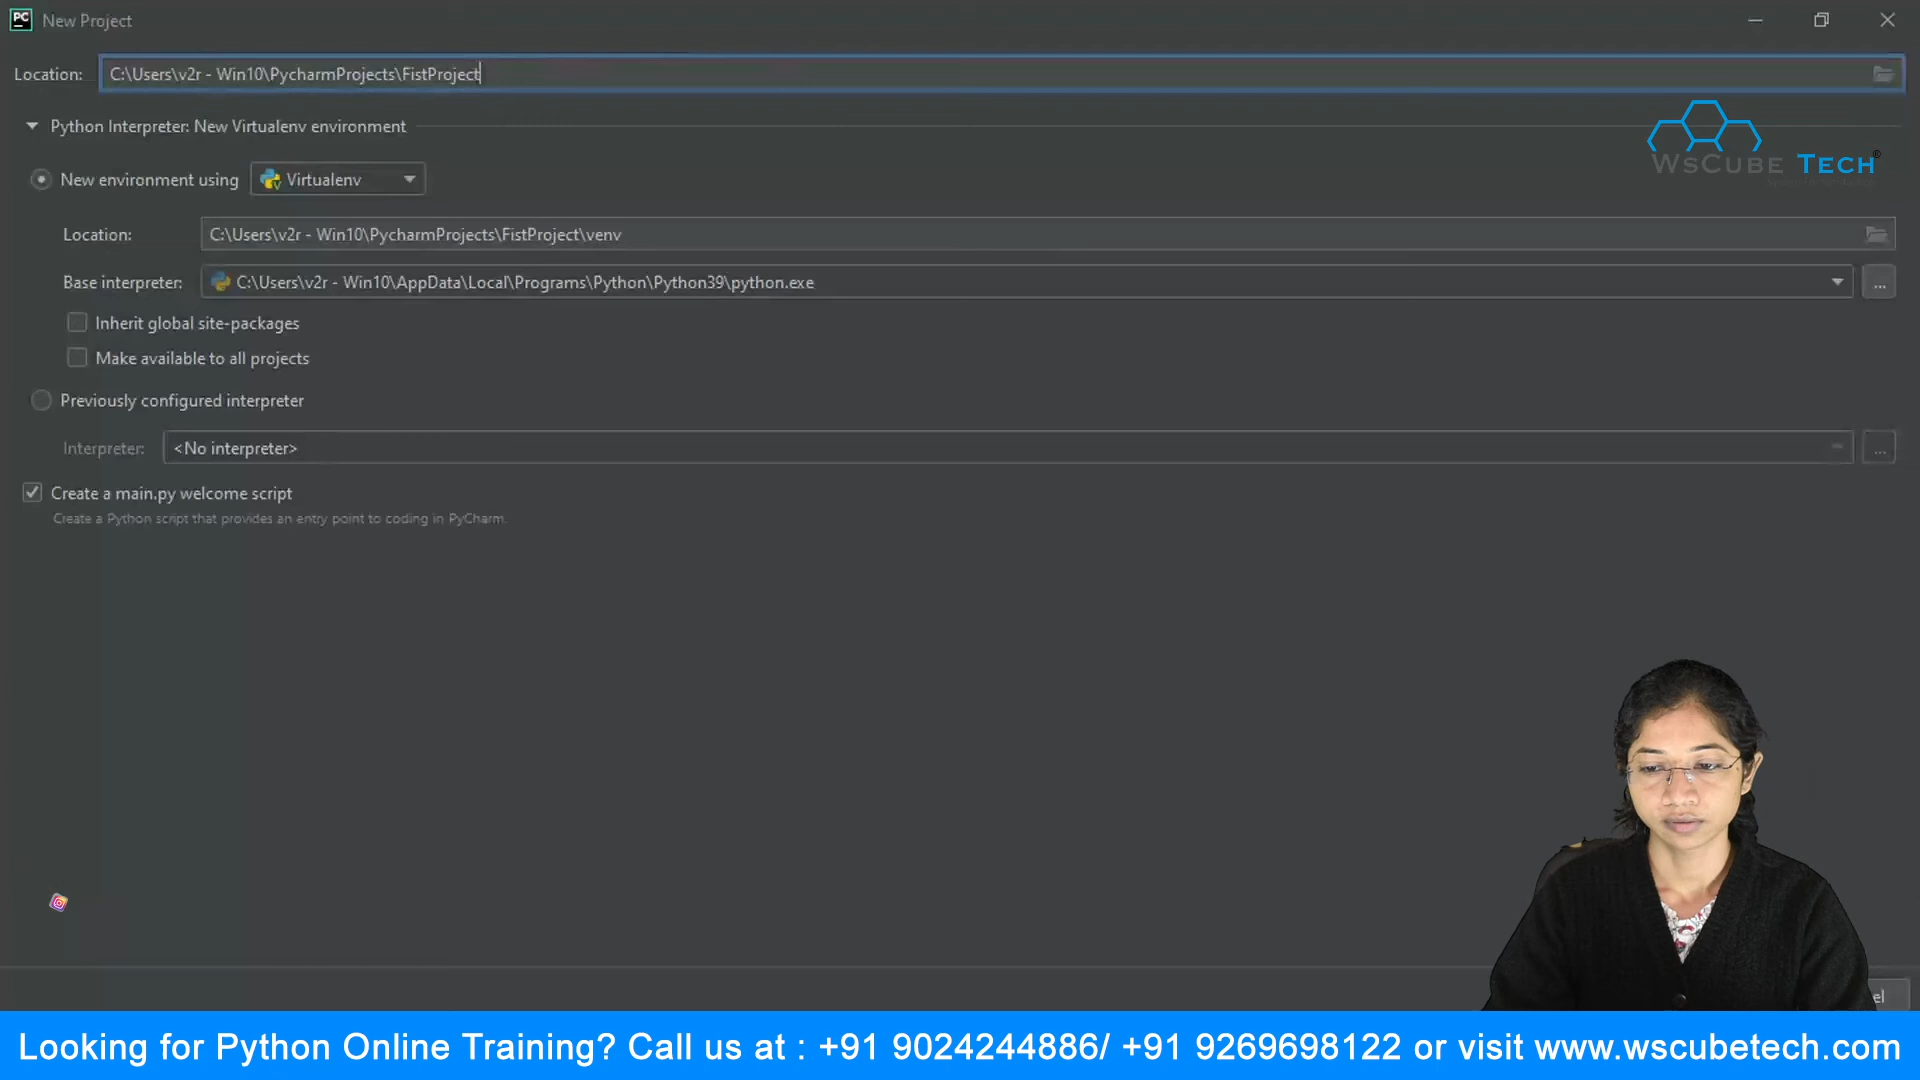 PC New Project
Location: C:\Users\v2r - Win10\PycharmProjects\FistProject
Python Interpreter: New Virtualenv environment
WsCube Tech®
New environment using Virtualenv
Location: C:\Users\v2r - Win10\PycharmProjects\FistProject\venv
Base interpreter: C:\Users\v2r - Win10\AppData\Local\Programs\Python\Python39\python.exe ...
Inherit global site-packages
Make available to all projects
Previously configured interpreter
Interpreter: <No interpreter> ...
Create a main.py welcome script
Create a Python script that provides an entry point to coding in PyCharm.
el
Looking for Python Online Training? Call us at : +91 9024244886/ +91 9269698122 or visit www.wscubetech.com